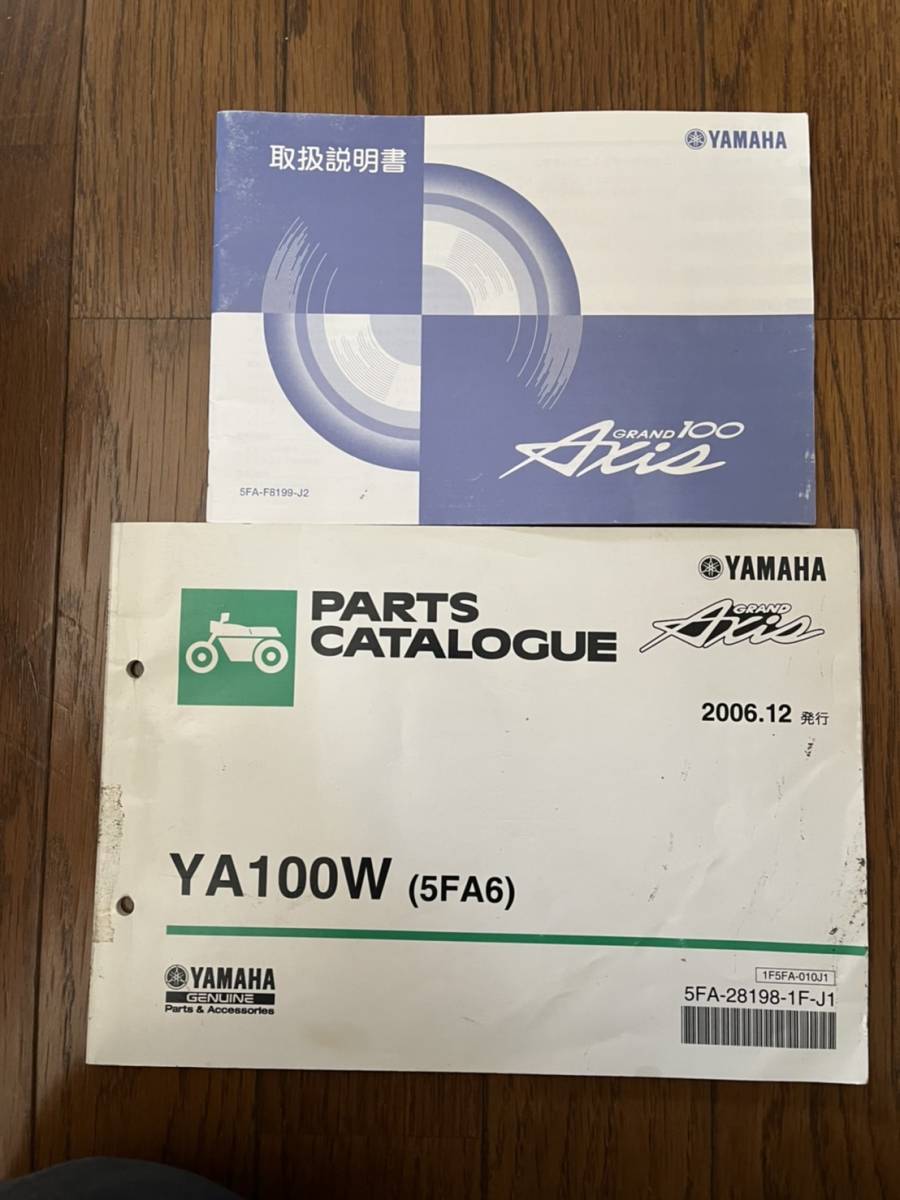 取扱説明書
YAMAHA
GRAND 100
Axis
5FA-F8199-J2
YAMAHA
PARTS
CATALOGUE
GRAND
Axis
2006.12 発行
YA100W (5FA6)
YAMAHA
GENUINE
Parts & Accessories
1F5FA-010J1
5FA-28198-1F-J1